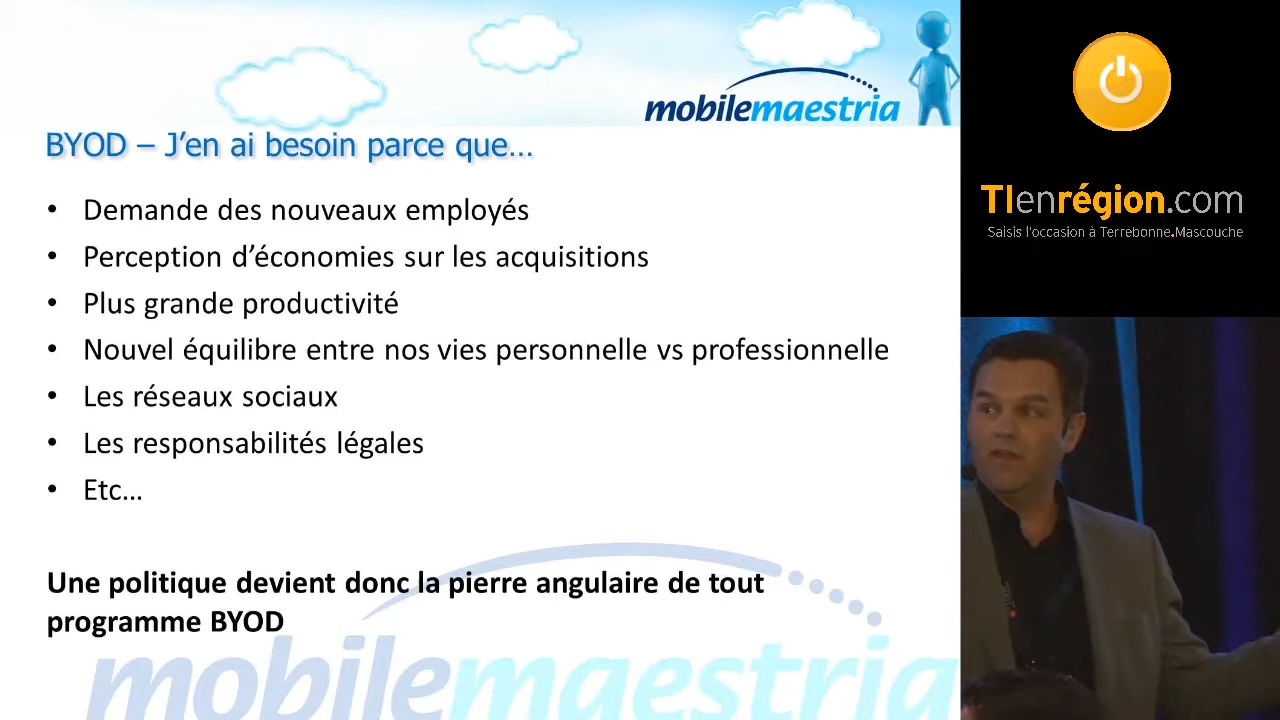 mobilemaestria
BYOD – J’en ai besoin parce que…
• Demande des nouveaux employés
• Perception d’économies sur les acquisitions
• Plus grande productivité
• Nouvel équilibre entre nos vies personnelle vs professionnelle
• Les réseaux sociaux
• Les responsabilités légales
• Etc…
Une politique devient donc la pierre angulaire de tout
programme BYOD
mobilemaestria
TIenrégion.com
Saisis l'occasion à Terrebonne.Mascouche